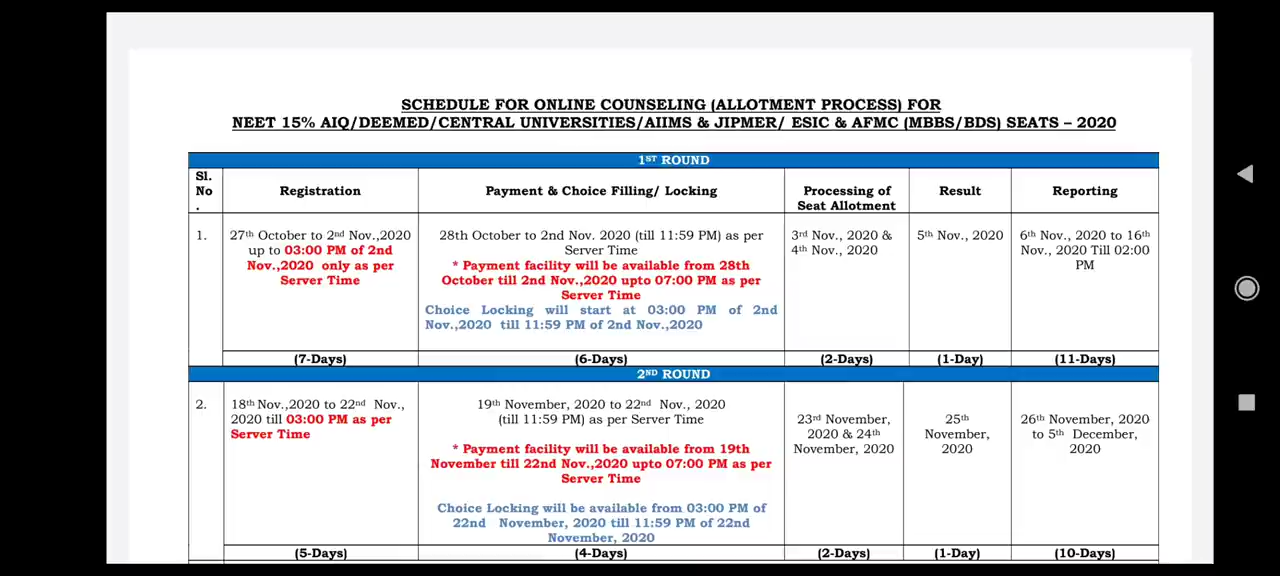 SCHEDULE FOR ONLINE COUNSELING (ALLOTMENT PROCESS) FOR
NEET 15% AIQ/DEEMED/CENTRAL UNIVERSITIES/AIIMS & JIPMER/ ESIC & AFMC (MBBS/BDS) SEATS – 2020
1ST ROUND
Sl.
No
.
Registration
Payment & Choice Filling/ Locking
Processing of
Seat Allotment
Result
Reporting
1.
27th October to 2nd Nov.,2020
up to 03:00 PM of 2nd
Nov.,2020 only as per
Server Time
28th October to 2nd Nov. 2020 (till 11:59 PM) as per
Server Time
* Payment facility will be available from 28th
October till 2nd Nov.,2020 upto 07:00 PM as per
Server Time
Choice Locking will start at 03:00 PM of 2nd
Nov.,2020 till 11:59 PM of 2nd Nov.,2020
3rd Nov., 2020 &
4th Nov., 2020
5th Nov., 2020
6th Nov., 2020 to 16th
Nov., 2020 Till 02:00
PM
(7-Days)
(6-Days)
(2-Days)
(1-Day)
(11-Days)
2ND ROUND
2.
18th Nov.,2020 to 22nd Nov.,
2020 till 03:00 PM as per
Server Time
19th November, 2020 to 22nd Nov., 2020
(till 11:59 PM) as per Server Time
* Payment facility will be available from 19th
November till 22nd Nov.,2020 upto 07:00 PM as per
Server Time
Choice Locking will be available from 03:00 PM of
22nd November, 2020 till 11:59 PM of 22nd
November, 2020
23rd November,
2020 & 24th
November, 2020
25th
November,
2020
26th November, 2020
to 5th December,
2020
(5-Days)
(4-Days)
(2-Days)
(1-Day)
(10-Days)